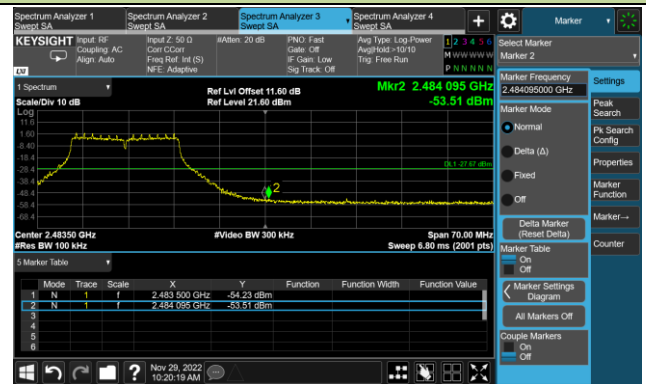 Spectrum Analyzer 1
Swept SA
Spectrum Analyzer 2
Swept SA
Spectrum Analyzer 3
Swept SA
Spectrum Analyzer 4
Swept SA
+
Marker
KEYSIGHT
Input: RF
Coupling: AC
Align: Auto
Input Z: 50 Ω
Corr CCorr
Freq Ref: Int (S)
NFE: Adaptive
#Atten: 20 dB
PNO: Fast
Gate: Off
IF Gain: Low
Sig Track: Off
Avg Type: Log-Power
Avg|Hold:>10/10
Trig: Free Run
1 2 3 4 5 6
M W W W W W
P N N N N N
LXI
Select Marker
Marker 2
1 Spectrum
Scale/Div 10 dB
Ref Lvl Offset 11.60 dB
Ref Level 21.60 dBm
Mkr2 2.484 095 GHz
-53.51 dBm
Log
11.6
1.60
-8.40
-18.4
-28.4
-38.4
-48.4
-58.4
-68.4
DL1 -27.67 dBm
2
Center 2.48350 GHz
#Res BW 100 kHz
#Video BW 300 kHz
Span 70.00 MHz
Sweep 6.80 ms (2001 pts)
5 Marker Table
Mode Trace Scale X Y Function Function Width Function Value
1 N 1 f 2.483 500 GHz -54.23 dBm
2 N 1 f 2.484 095 GHz -53.51 dBm
3
4
5
6
Marker Frequency
2.484095000 GHz
Marker Mode
Normal
Delta (Δ)
Fixed
Off
Delta Marker
(Reset Delta)
Marker Table
On
Off
Marker Settings
Diagram
All Markers Off
Couple Markers
On
Off
Settings
Peak
Search
Pk Search
Config
Properties
Marker
Function
Marker→
Counter
?
Nov 29, 2022
10:20:19 AM